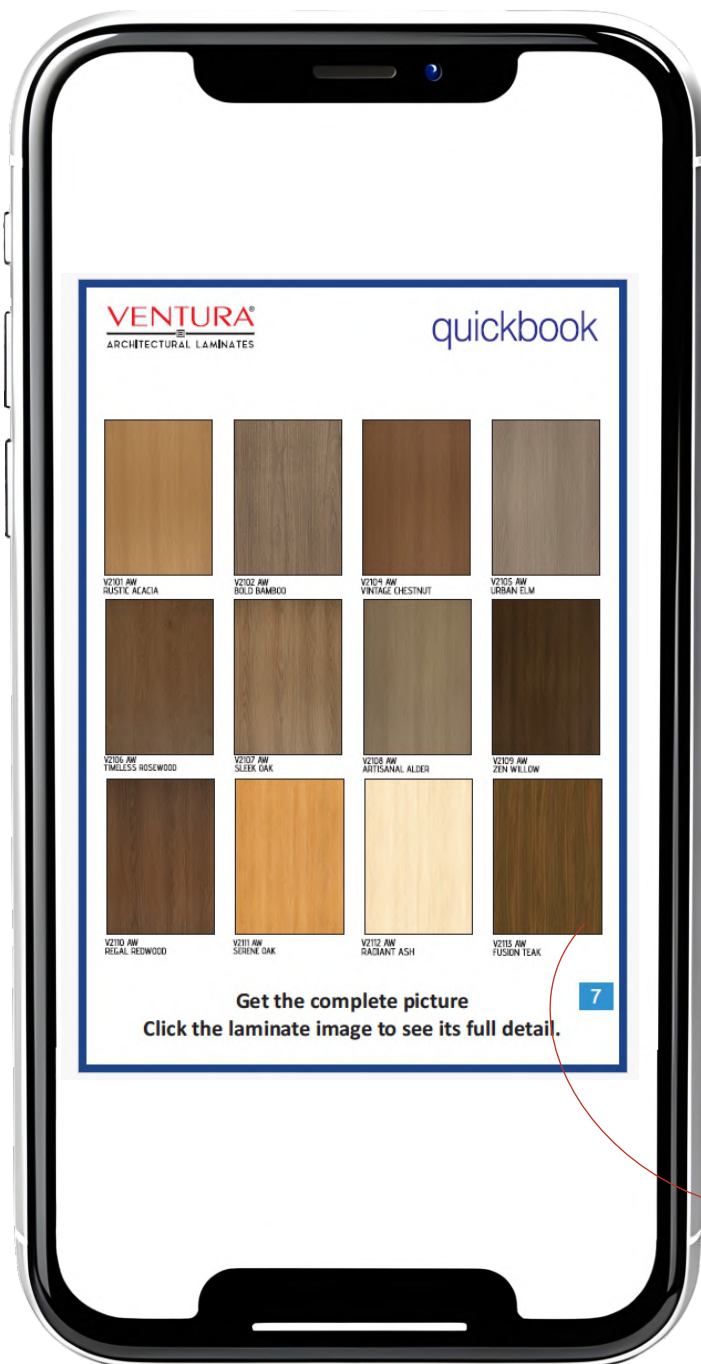 VENTURA®
ARCHITECTURAL LAMINATES
quickbook
V2101 AW
RUSTIC ACACIA
V2102 AW
BOLD BAMBOO
V2104 AW
VINTAGE CHESTNUT
V2105 AW
URBAN ELM
V2106 AW
TIMELESS ROSEWOOD
V2107 AW
SLEEK OAK
V2108 AW
ARTISANAL ALDER
V2109 AW
ZEN WILLOW
V2110 AW
REGAL REDWOOD
V2111 AW
SERENE OAK
V2112 AW
RADIANT ASH
V2113 AW
FUSION TEAK
7
Get the complete picture
Click the laminate image to see its full detail.